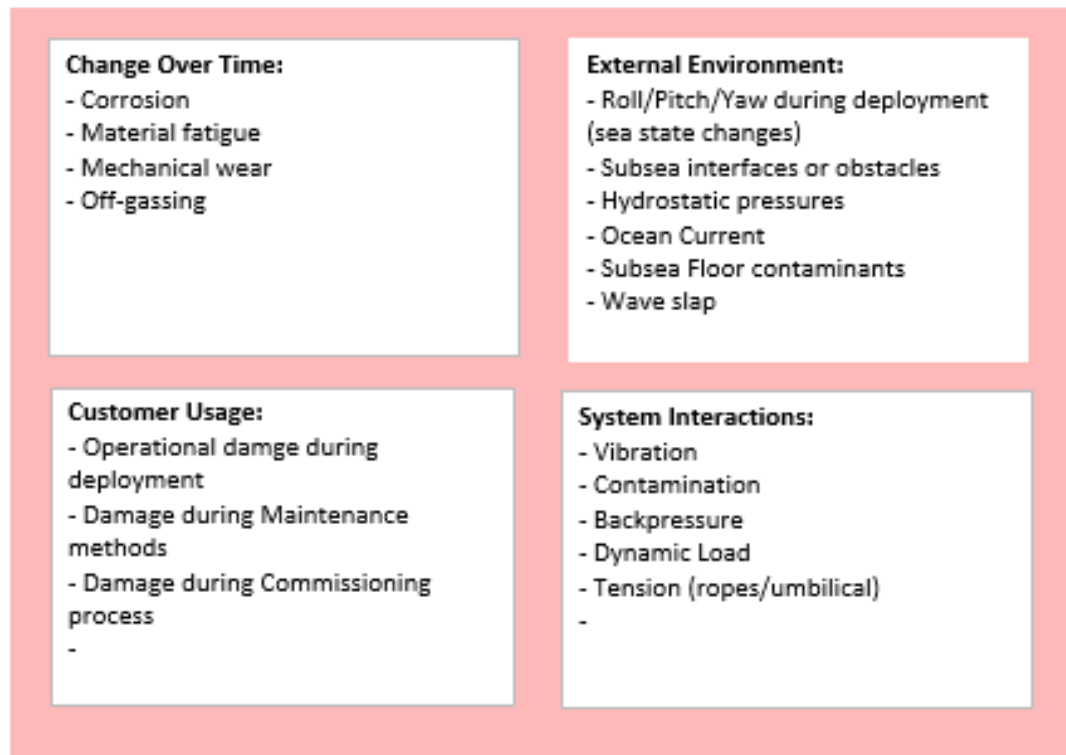 Change Over Time:
- Corrosion
- Material fatigue
- Mechanical wear
- Off-gassing
External Environment:
- Roll/Pitch/Yaw during deployment
(sea state changes)
- Subsea interfaces or obstacles
- Hydrostatic pressures
- Ocean Current
- Subsea Floor contaminants
- Wave slap
Customer Usage:
- Operational damge during
deployment
- Damage during Maintenance
methods
- Damage during Commissioning
process
-
System Interactions:
- Vibration
- Contamination
- Backpressure
- Dynamic Load
- Tension (ropes/umbilical)
-